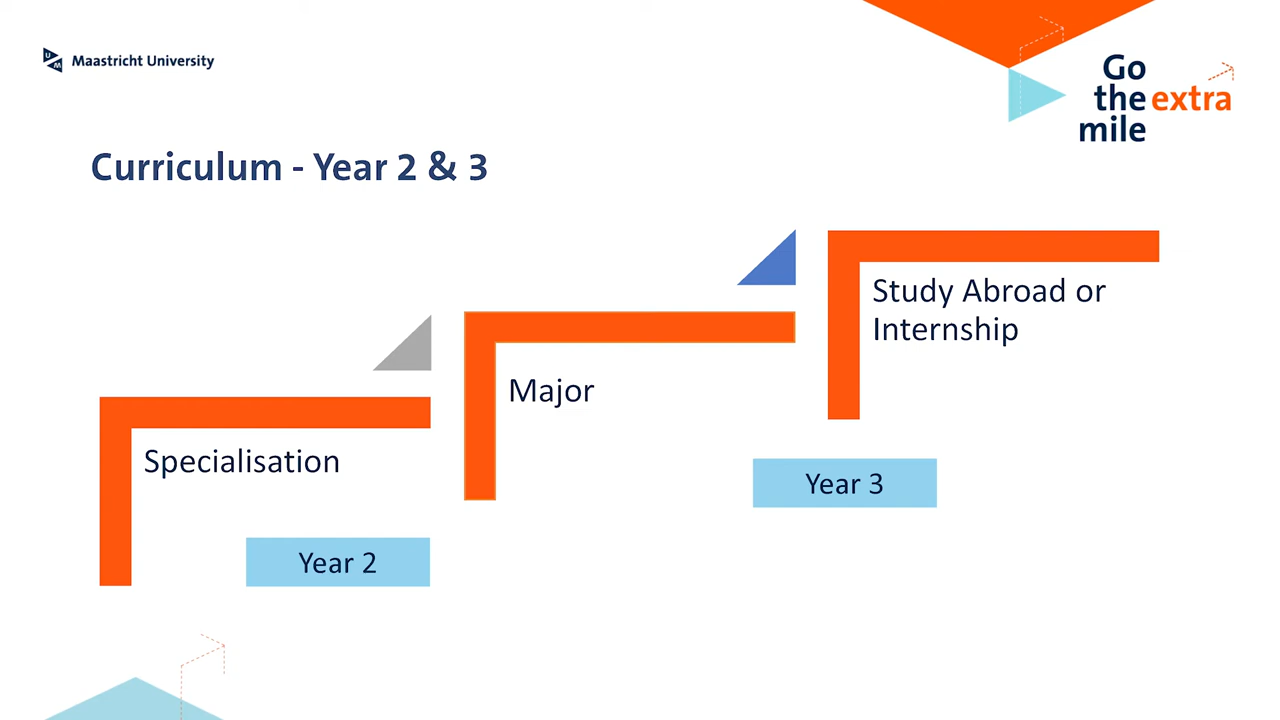 UM
Maastricht University
Go
the extra
mile
Curriculum - Year 2 & 3
Specialisation
Year 2
Major
Year 3
Study Abroad or
Internship